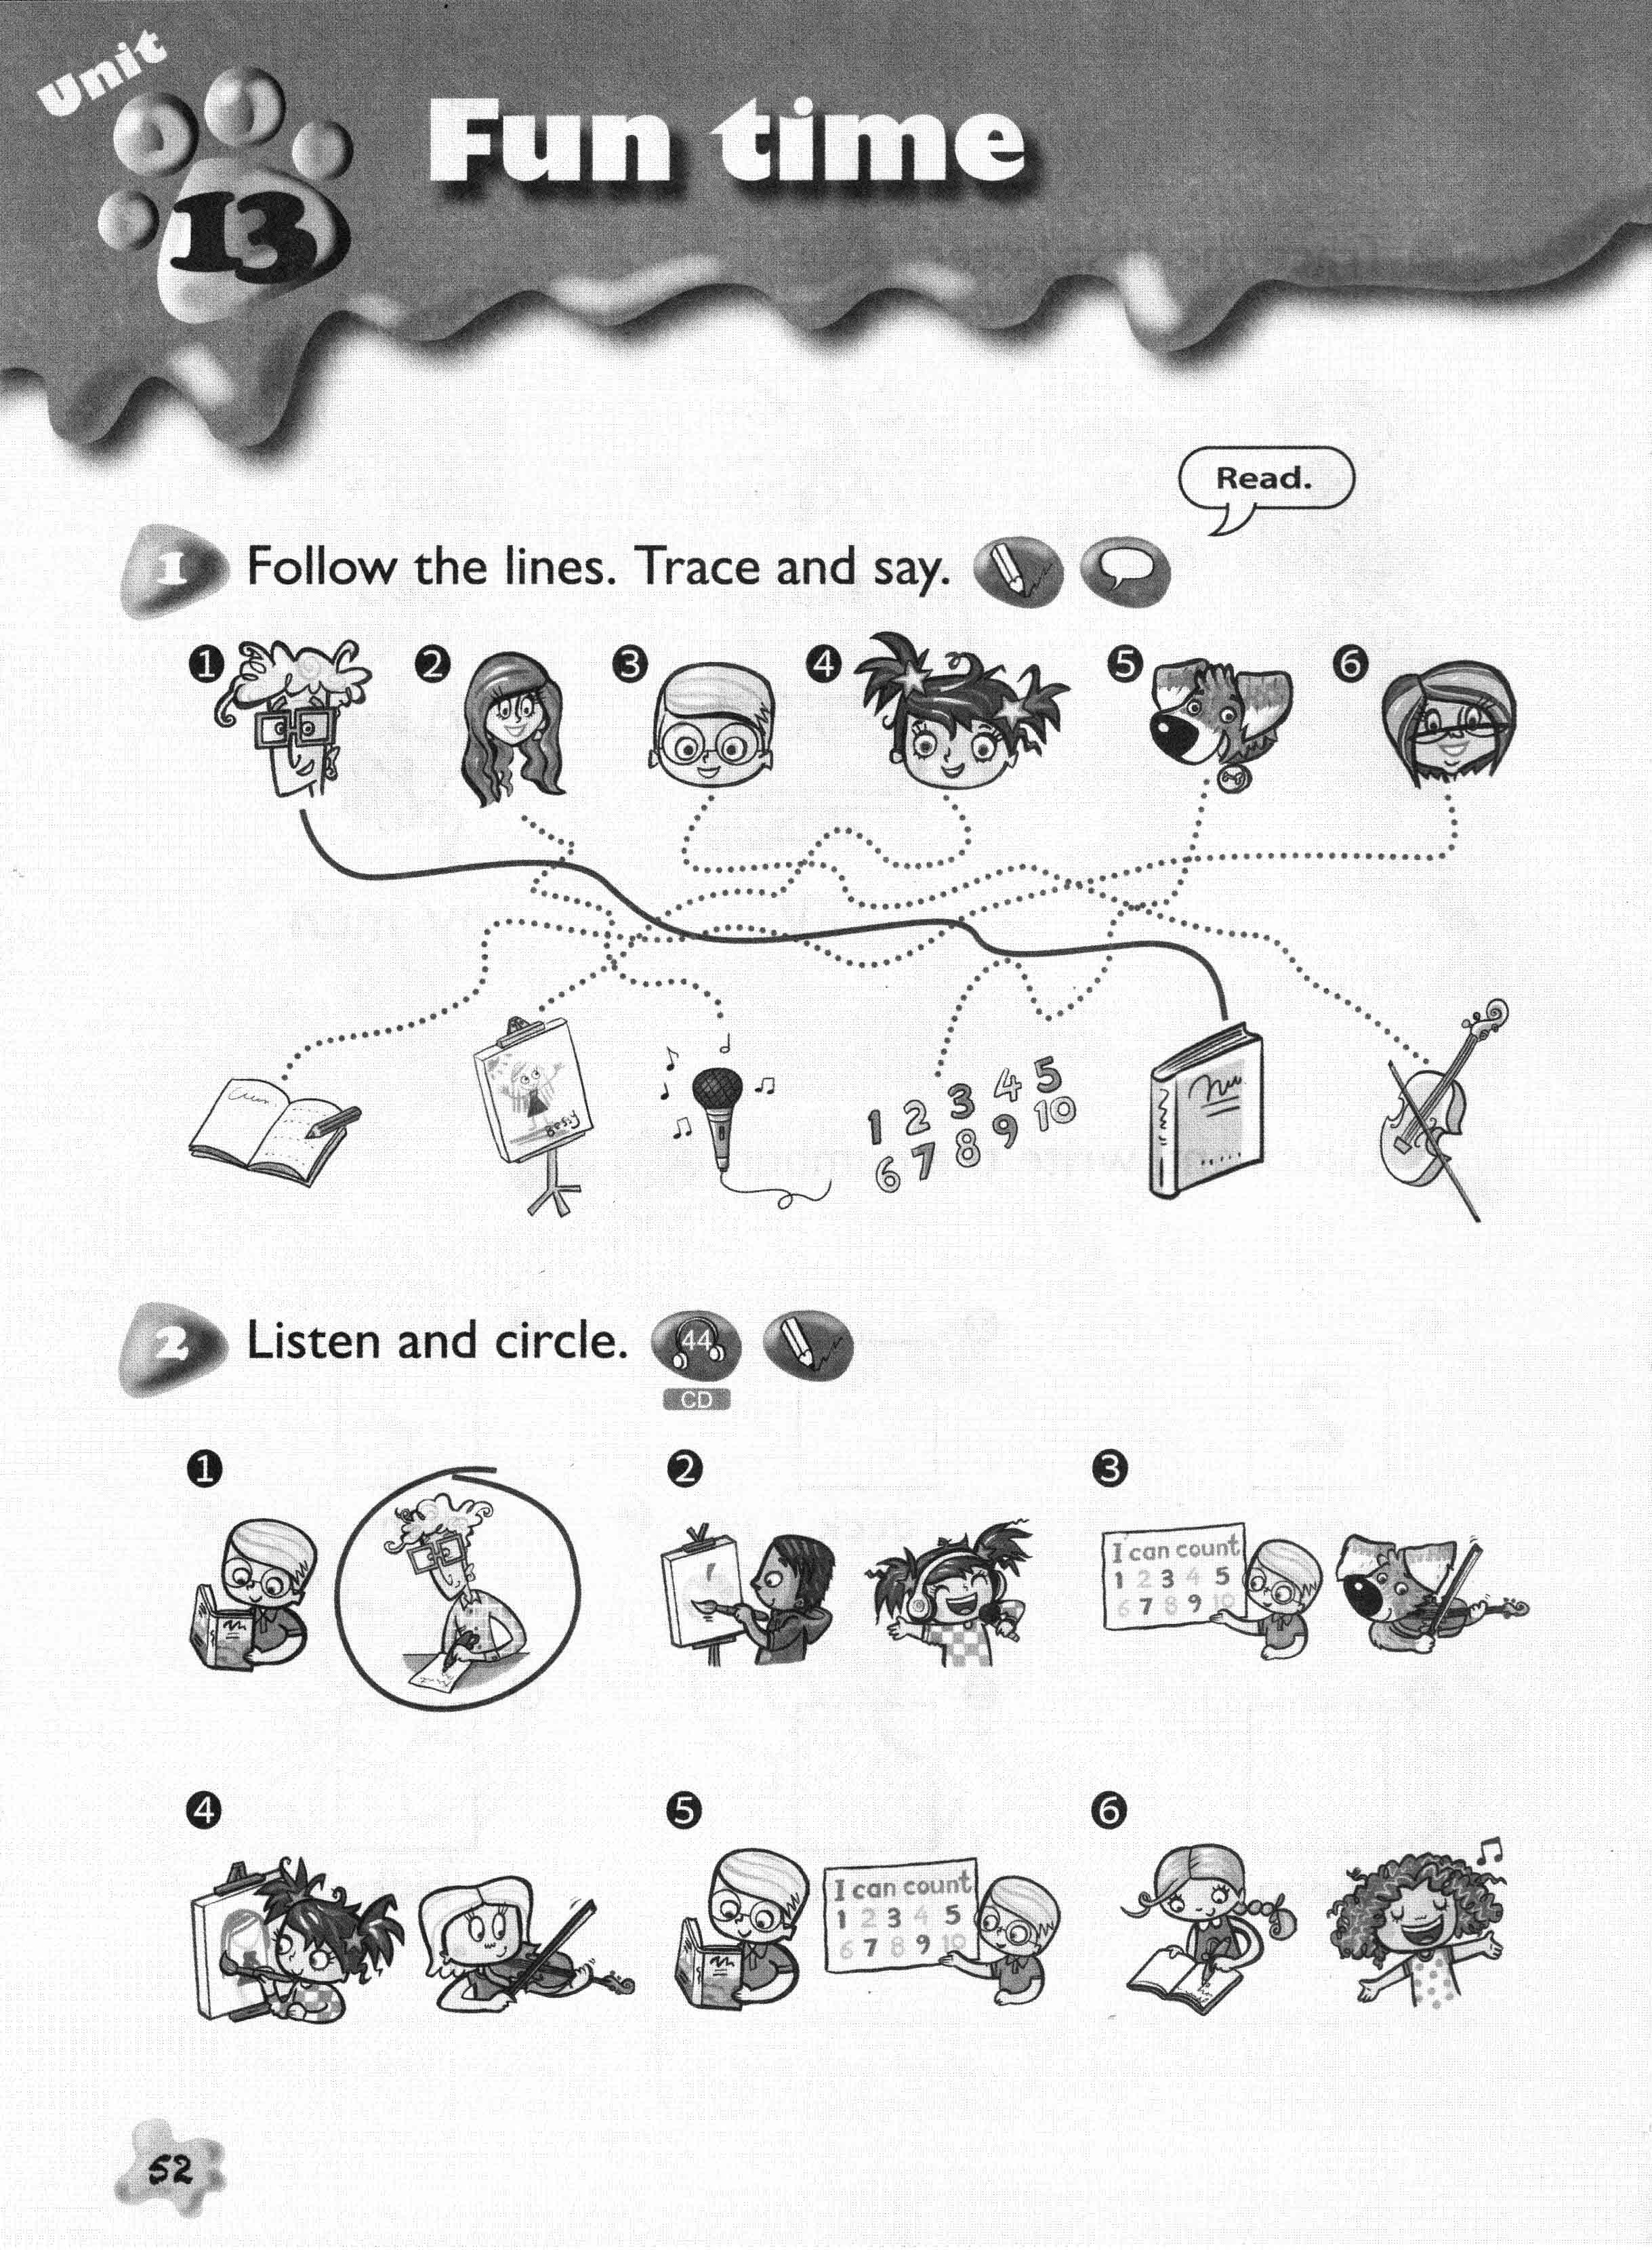 Unit
13
Fun time
Read.
1 Follow the lines. Trace and say.
1 2 3 4 5 6
Betsy
1 2 3 4 5
6 7 8 9 10
2 Listen and circle.
44
CD
1 2 3
I can count
1 2 3 4 5
6 7 8 9 10
4 5 6
I can count
1 2 3 4 5
6 7 8 9 10
52